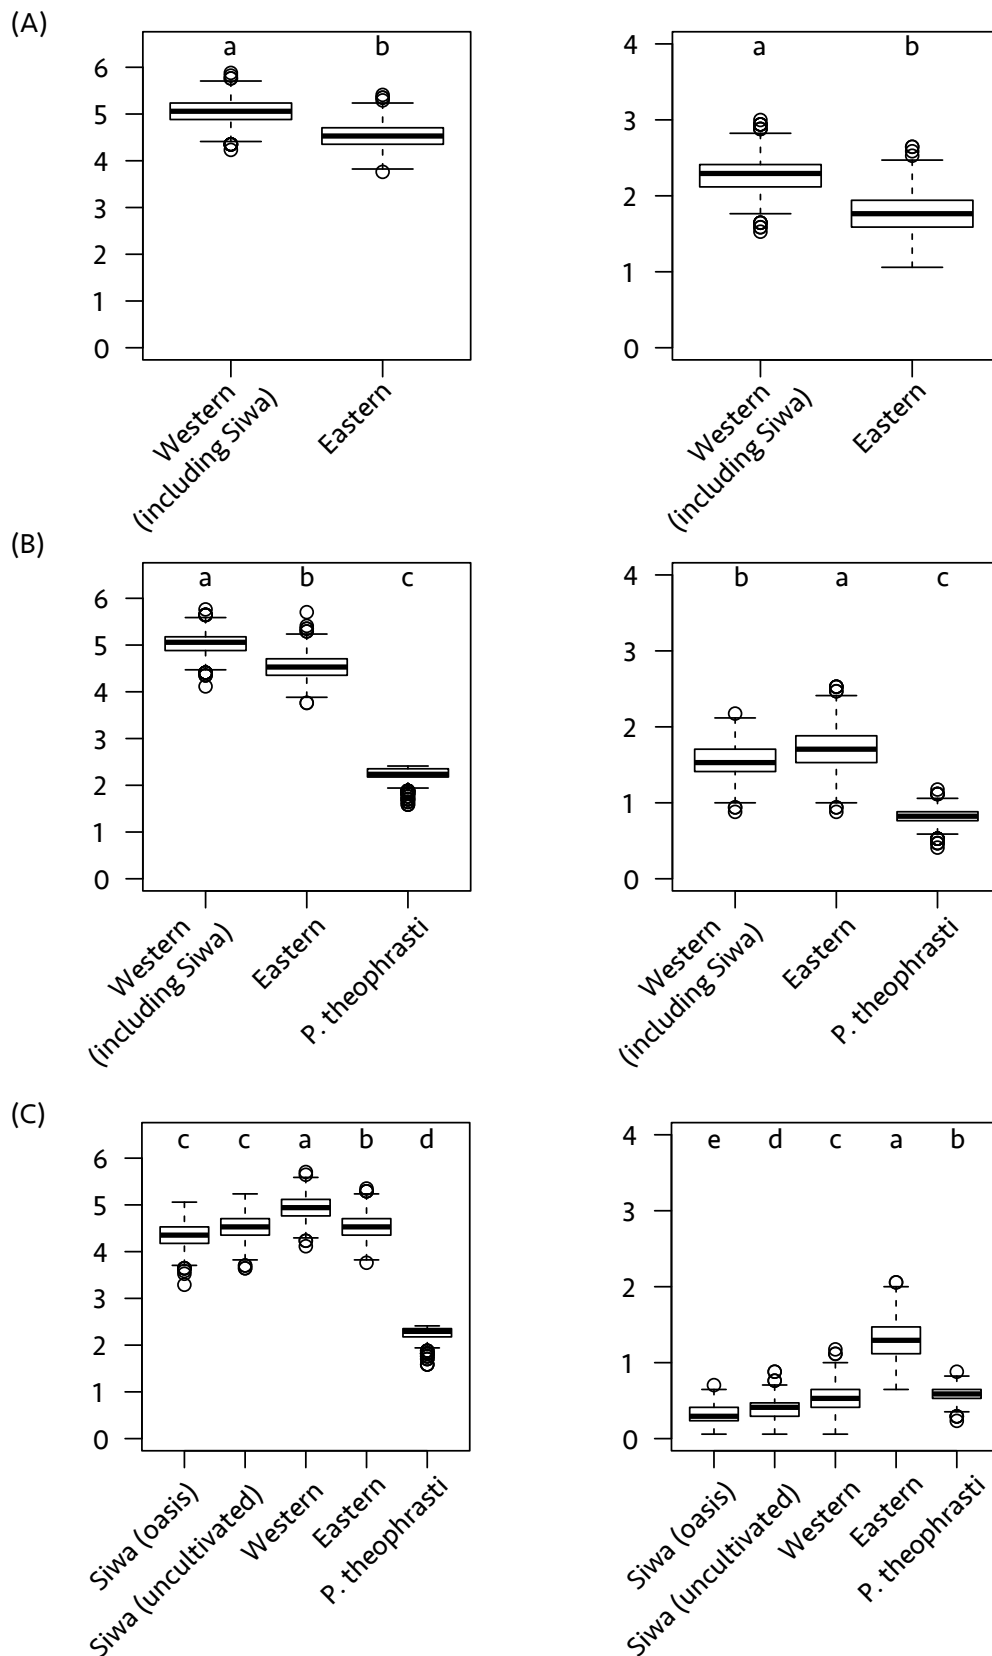 (A)
a b
6
5
4
3
2
1
0
Western
(including Siwa)
Eastern
a b
4
3
2
1
0
Western
(including Siwa)
Eastern
(B)
a b c
6
5
4
3
2
1
0
Western
(including Siwa)
Eastern
P. theophrasti
b a c
4
3
2
1
0
Western
(including Siwa)
Eastern
P. theophrasti
(C)
c c a b d
6
5
4
3
2
1
0
Siwa (oasis)
Siwa (uncultivated)
Western
Eastern
P. theophrasti
e d c a b
4
3
2
1
0
Siwa (oasis)
Siwa (uncultivated)
Western
Eastern
P. theophrasti